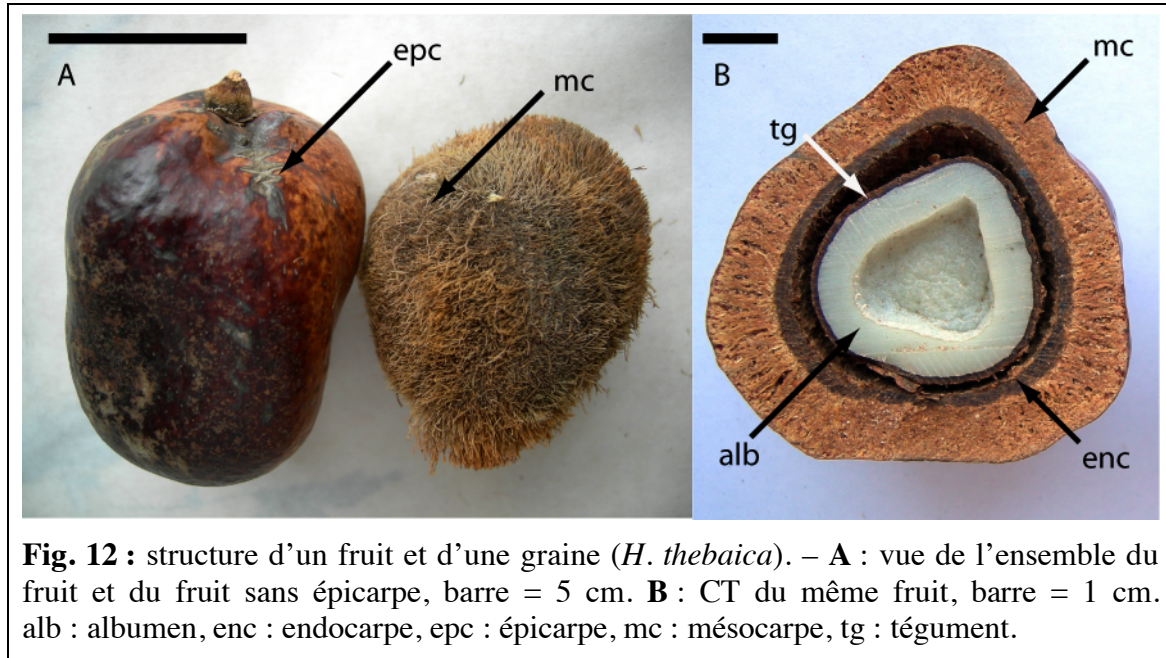 A
epc
mc
B
mc
tg
alb
enc
Fig. 12 : structure d’un fruit et d’une graine (H. thebaica). – A : vue de l’ensemble du
fruit et du fruit sans épicarpe, barre = 5 cm. B : CT du même fruit, barre = 1 cm.
alb : albumen, enc : endocarpe, epc : épicarpe, mc : mésocarpe, tg : tégument.